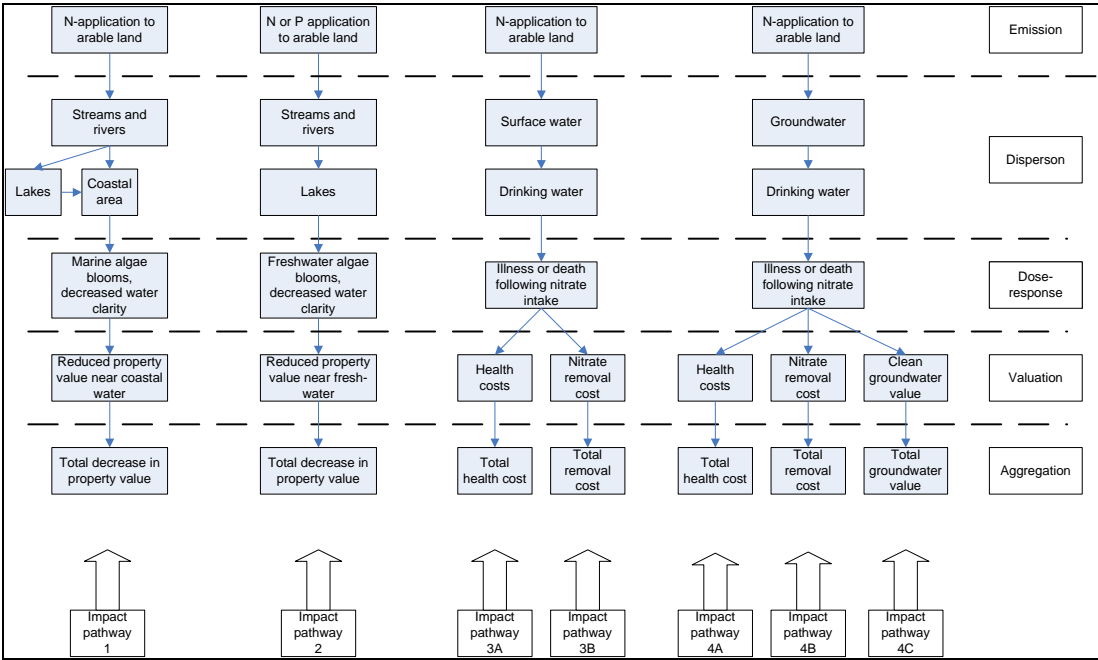 N-application to
arable land
N or P application
to arable land
N-application to
arable land
N-application to
arable land
Emission
Streams and
rivers
Streams and
rivers
Surface water
Groundwater
Disperson
Lakes
Coastal
area
Lakes
Drinking water
Drinking water
Marine algae
blooms,
decreased water
clarity
Freshwater algae
blooms,
decreased water
clarity
Illness or death
following nitrate
intake
Illness or death
following nitrate
intake
Dose-
response
Reduced property
value near coastal
water
Reduced property
value near fresh-
water
Health
costs
Nitrate
removal
cost
Health
costs
Nitrate
removal
cost
Clean
groundwater
value
Valuation
Total decrease in
property value
Total decrease in
property value
Total
health cost
Total
removal
cost
Total
health cost
Total
removal
cost
Total
groundwater
value
Aggregation
Impact
pathway
1
Impact
pathway
2
Impact
pathway
3A
Impact
pathway
3B
Impact
pathway
4A
Impact
pathway
4B
Impact
pathway
4C